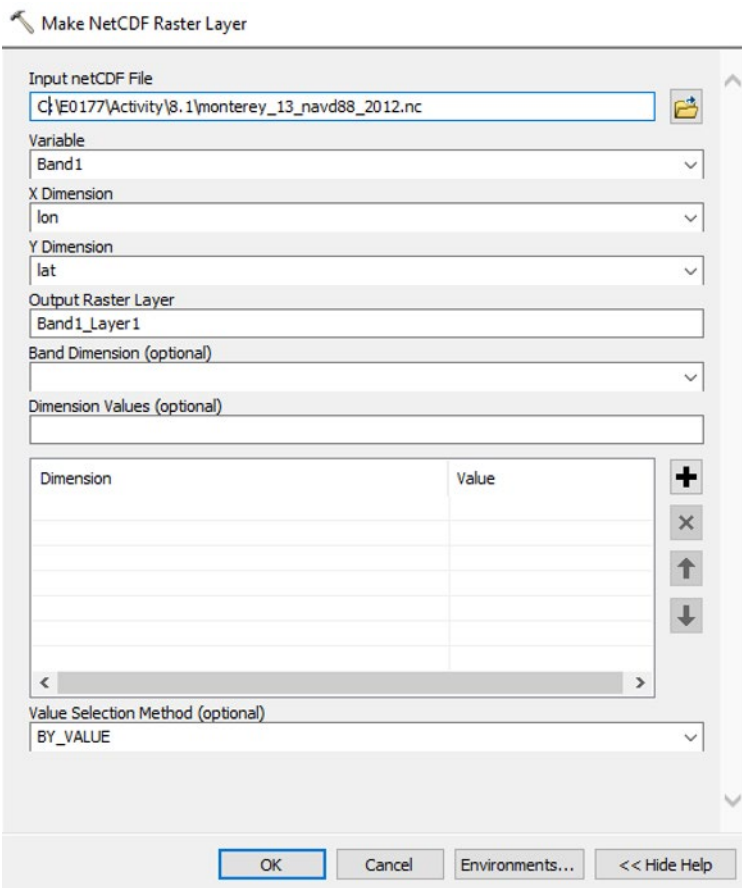 Make NetCDF Raster Layer
Input netCDF File
C:\E0177\Activity\8.1\monterey_13_navd88_2012.nc
Variable
Band1
X Dimension
lon
Y Dimension
lat
Output Raster Layer
Band1_Layer1
Band Dimension (optional)
Dimension Values (optional)
Dimension Value
Value Selection Method (optional)
BY_VALUE
OK Cancel Environments... << Hide Help